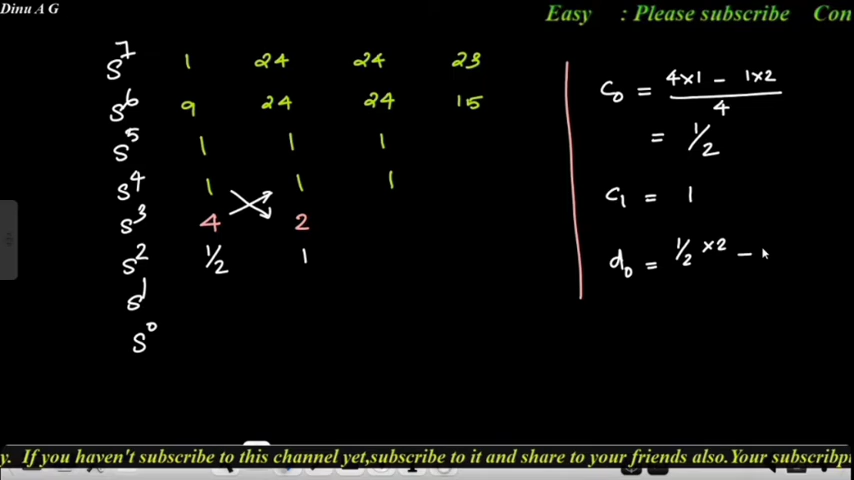 Dinu A G
Easy : Please subscribe Con
S⁷ 1 24 24 23
S⁶ 9 24 24 15
S⁵ 1 1 1
S⁴ 1 1 1
S³ 4 2
S² 1/2 1
S¹
S⁰
C₀ = (4×1 − 1×2)/4
= 1/2
C₁ = 1
d₀ = 1/2 ×2 −
y. If you haven't subscribe to this channel yet,subscribe to it and share to your friends also.Your subscribp